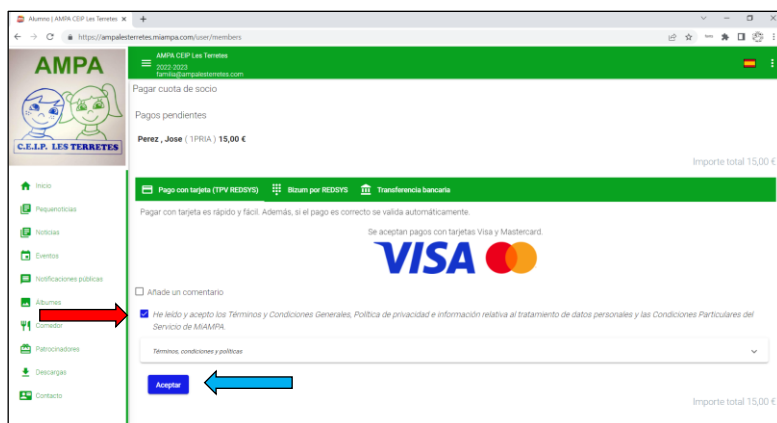 Alumno | AMPA CEIP Les Terretes
https://ampalesterretes.miampa.com/user/members
AMPA
C.E.I.P. LES TERRETES
AMPA CEIP Les Terretes
2022-2023
familia@ampalesterretes.com
Pagar cuota de socio
Pagos pendientes
Perez , Jose ( 1PRIA ) 15,00 €
Importe total 15,00 €
Inicio
Pequenoticias
Noticias
Eventos
Notificaciones públicas
Álbumes
Comedor
Patrocinadores
Descargas
Contacto
Pago con tarjeta (TPV REDSYS)
Bizum por REDSYS
Transferencia bancaria
Pagar con tarjeta es rápido y fácil. Además, si el pago es correcto se valida automáticamente.
Se aceptan pagos con tarjetas Visa y Mastercard.
VISA
Añade un comentario
He leído y acepto los Términos y Condiciones Generales, Política de privacidad e información relativa al tratamiento de datos personales y las Condiciones Particulares del
Servicio de MiAMPA.
Términos, condiciones y políticas
Aceptar
Importe total 15,00 €